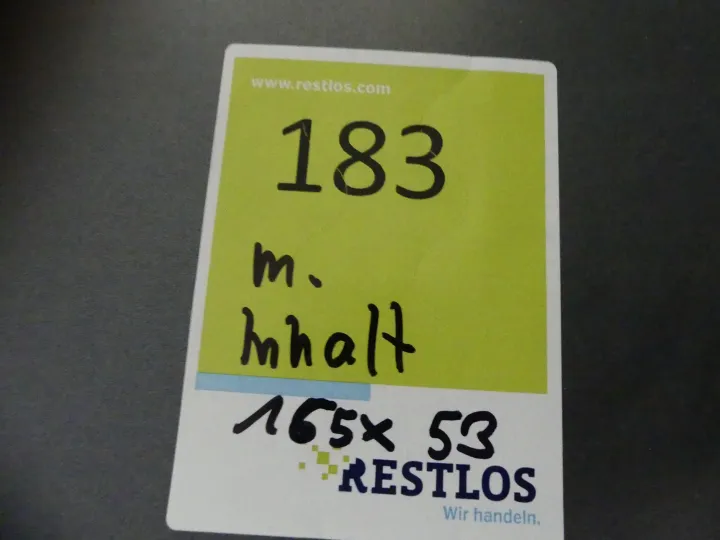 www.restlos.com
183
m.
Inhalt
165x 53
RESTLOS
Wir handeln.